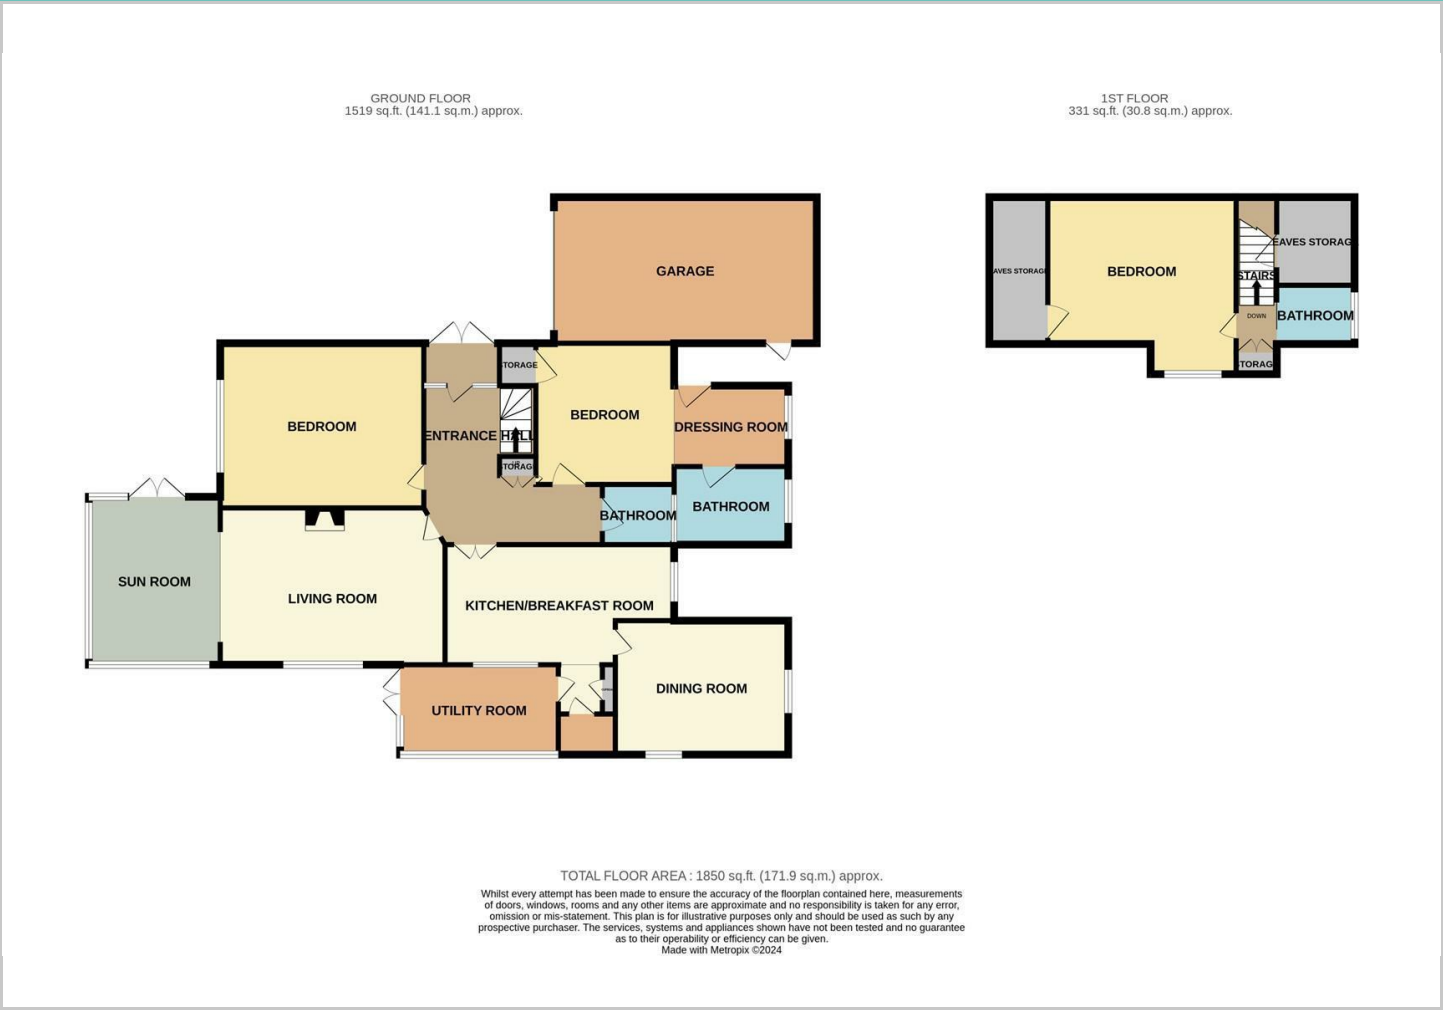 GROUND FLOOR
1519 sq.ft. (141.1 sq.m.) approx.
1ST FLOOR
331 sq.ft. (30.8 sq.m.) approx.
GARAGE
STORAGE
BEDROOM
BEDROOM
ENTRANCE HALL
DRESSING ROOM
STORAGE
BATHROOM
BATHROOM
SUN ROOM
LIVING ROOM
KITCHEN/BREAKFAST ROOM
DINING ROOM
UTILITY ROOM
EAVES STORAGE
AVES STORAGE
BEDROOM
STAIRS
DOWN
BATHROOM
STORAGE
TOTAL FLOOR AREA : 1850 sq.ft. (171.9 sq.m.) approx.
Whilst every attempt has been made to ensure the accuracy of the floorplan contained here, measurements
of doors, windows, rooms and any other items are approximate and no responsibility is taken for any error,
omission or mis-statement. This plan is for illustrative purposes only and should be used as such by any
prospective purchaser. The services, systems and appliances shown have not been tested and no guarantee
as to their operability or efficiency can be given.
Made with Metropix ©2024